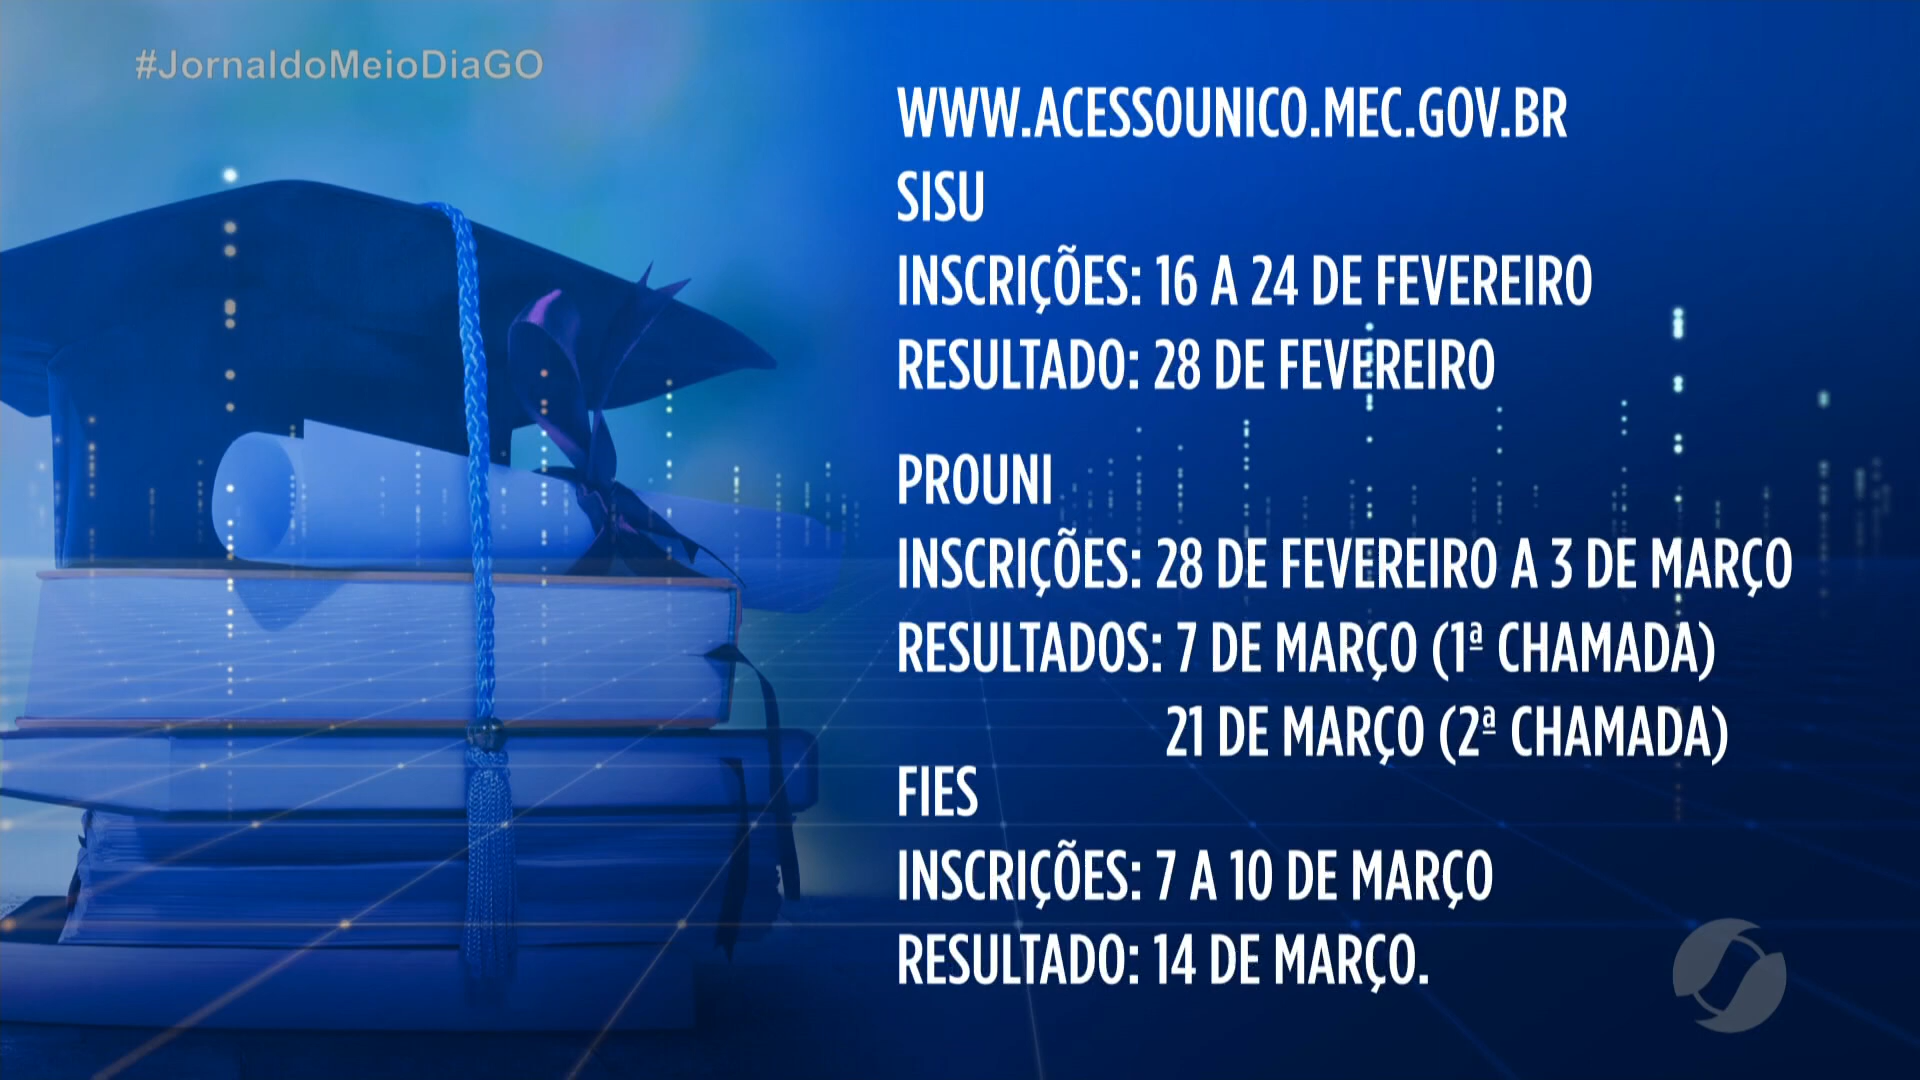 #JornaldoMeioDiaGO
WWW.ACESSOUNICO.MEC.GOV.BR
SISU
INSCRIÇÕES: 16 A 24 DE FEVEREIRO
RESULTADO: 28 DE FEVEREIRO
PROUNI
INSCRIÇÕES: 28 DE FEVEREIRO A 3 DE MARÇO
RESULTADOS: 7 DE MARÇO (1ª CHAMADA)
21 DE MARÇO (2ª CHAMADA)
FIES
INSCRIÇÕES: 7 A 10 DE MARÇO
RESULTADO: 14 DE MARÇO.